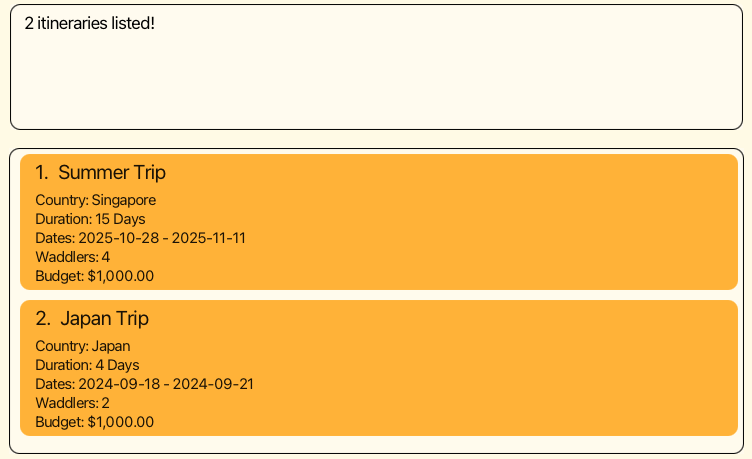 2 itineraries listed!
1. Summer Trip
Country: Singapore
Duration: 15 Days
Dates: 2025-10-28 - 2025-11-11
Waddlers: 4
Budget: $1,000.00
2. Japan Trip
Country: Japan
Duration: 4 Days
Dates: 2024-09-18 - 2024-09-21
Waddlers: 2
Budget: $1,000.00